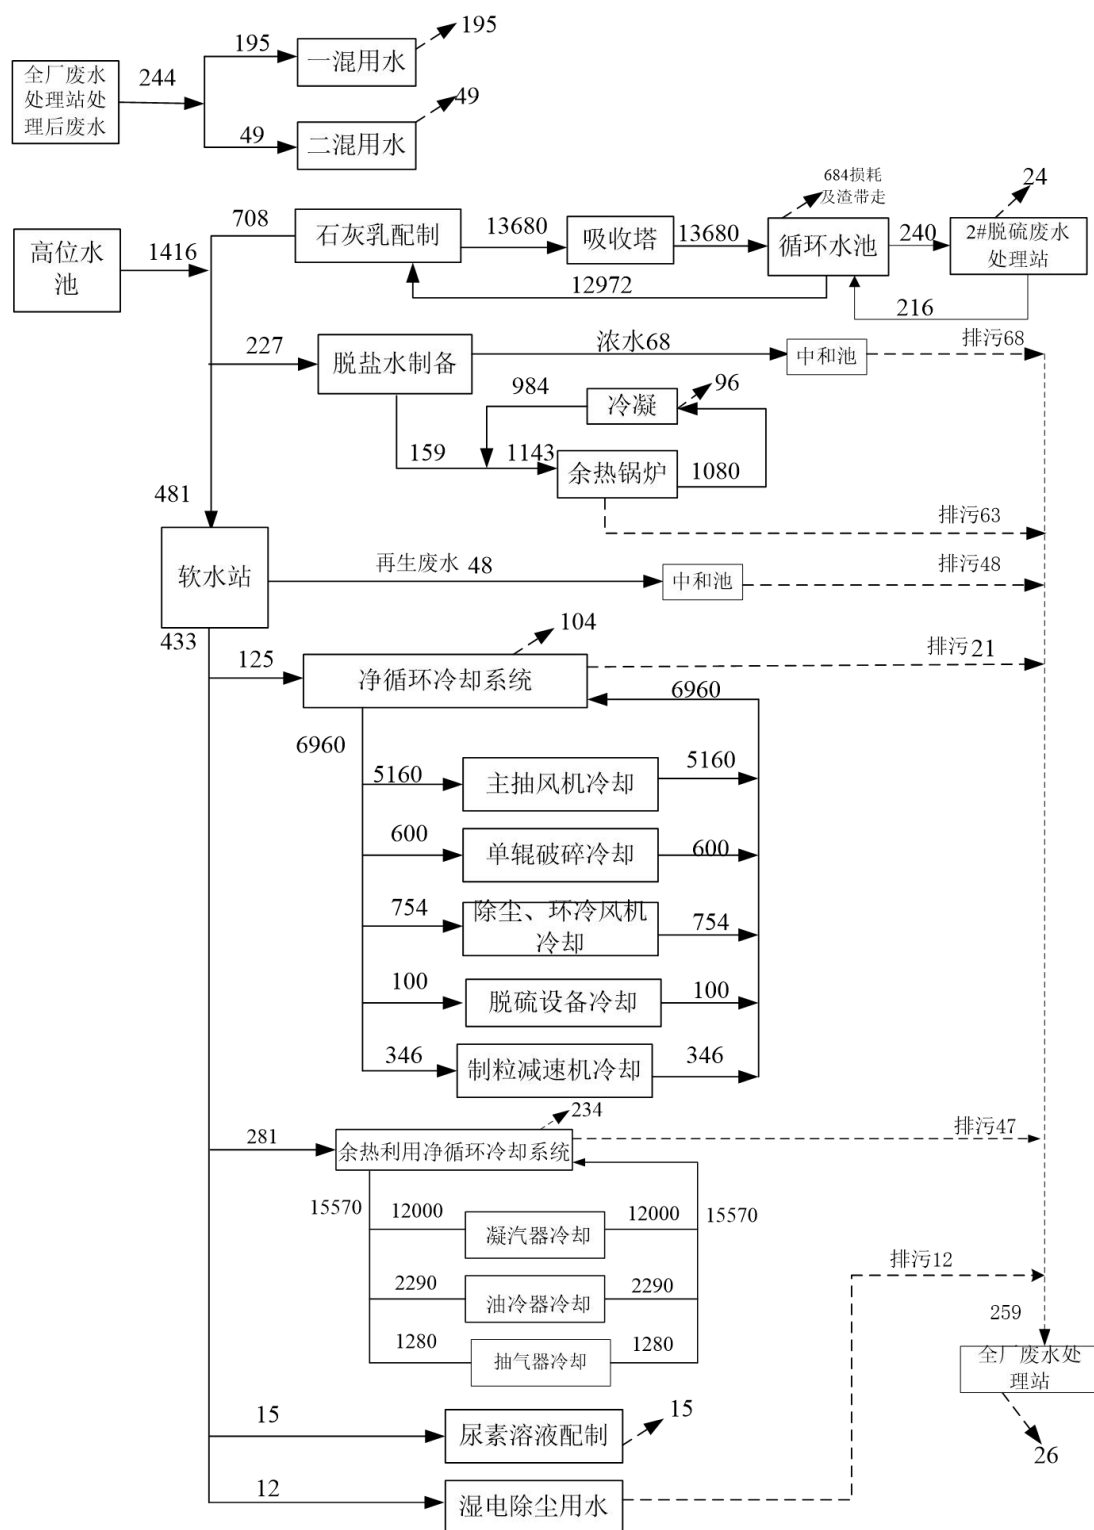 195
195
一混用水
全厂废水
处理站处
理后废水
244
49
49
二混用水
684损耗
及渣带走
24
708
石灰乳配制
13680
吸收塔
13680
循环水池
240
2#脱硫废水
处理站
高位水
池
1416
12972
216
227
脱盐水制备
浓水68
中和池
排污68
984
冷凝
96
159
1143
余热锅炉
1080
481
排污63
软水站
再生废水 48
中和池
排污48
433
104
125
净循环冷却系统
排污21
6960
6960
5160
主抽风机冷却
5160
600
单辊破碎冷却
600
754
除尘、环冷风机
冷却
754
100
脱硫设备冷却
100
346
制粒减速机冷却
346
234
281
余热利用净循环冷却系统
排污47
15570
12000
凝汽器冷却
12000
15570
排污12
2290
油冷器冷却
2290
259
1280
抽气器冷却
1280
全厂废水处
理站
15
尿素溶液配制
15
26
12
湿电除尘用水